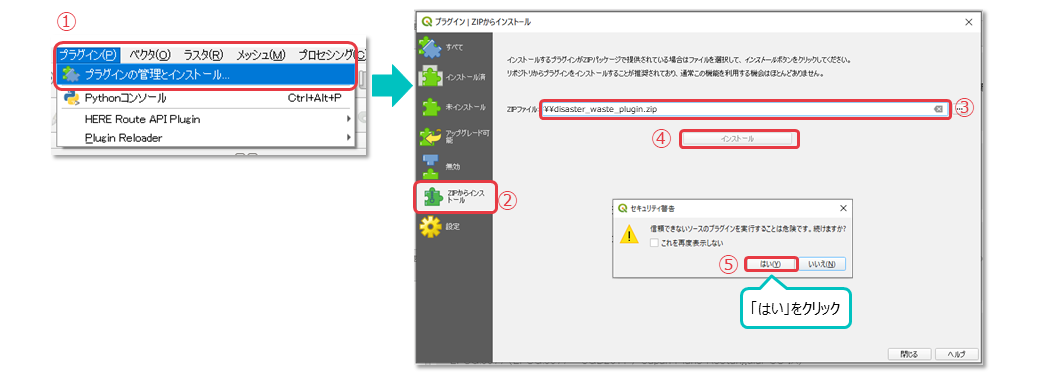 ①
プラグイン(P) ベクタ(O) ラスタ(R) メッシュ(M) プロセシング(C)
プラグインの管理とインストール...
Pythonコンソール Ctrl+Alt+P
HERE Route API Plugin
Plugin Reloader
プラグイン | ZIPからインストール
すべて
インストール済
未インストール
アップグレード可
能
無効
ZIPからインス
トール
②
設定
インストールするプラグインがZIPパッケージで提供されている場合はファイルを選択して、インストールボタンをクリックしてください。
リポジトリからプラグインをインストールすることが推奨されており、通常この機能を利用する機会はほとんどありません。
ZIPファイル: ¥¥disaster_waste_plugin.zip
... ③
④ インストール
セキュリティ警告
信頼できないソースのプラグインを実行することは危険です。続けますか?
これを再度表示しない
⑤ はい(Y) いいえ(N)
「はい」をクリック
閉じる ヘルプ